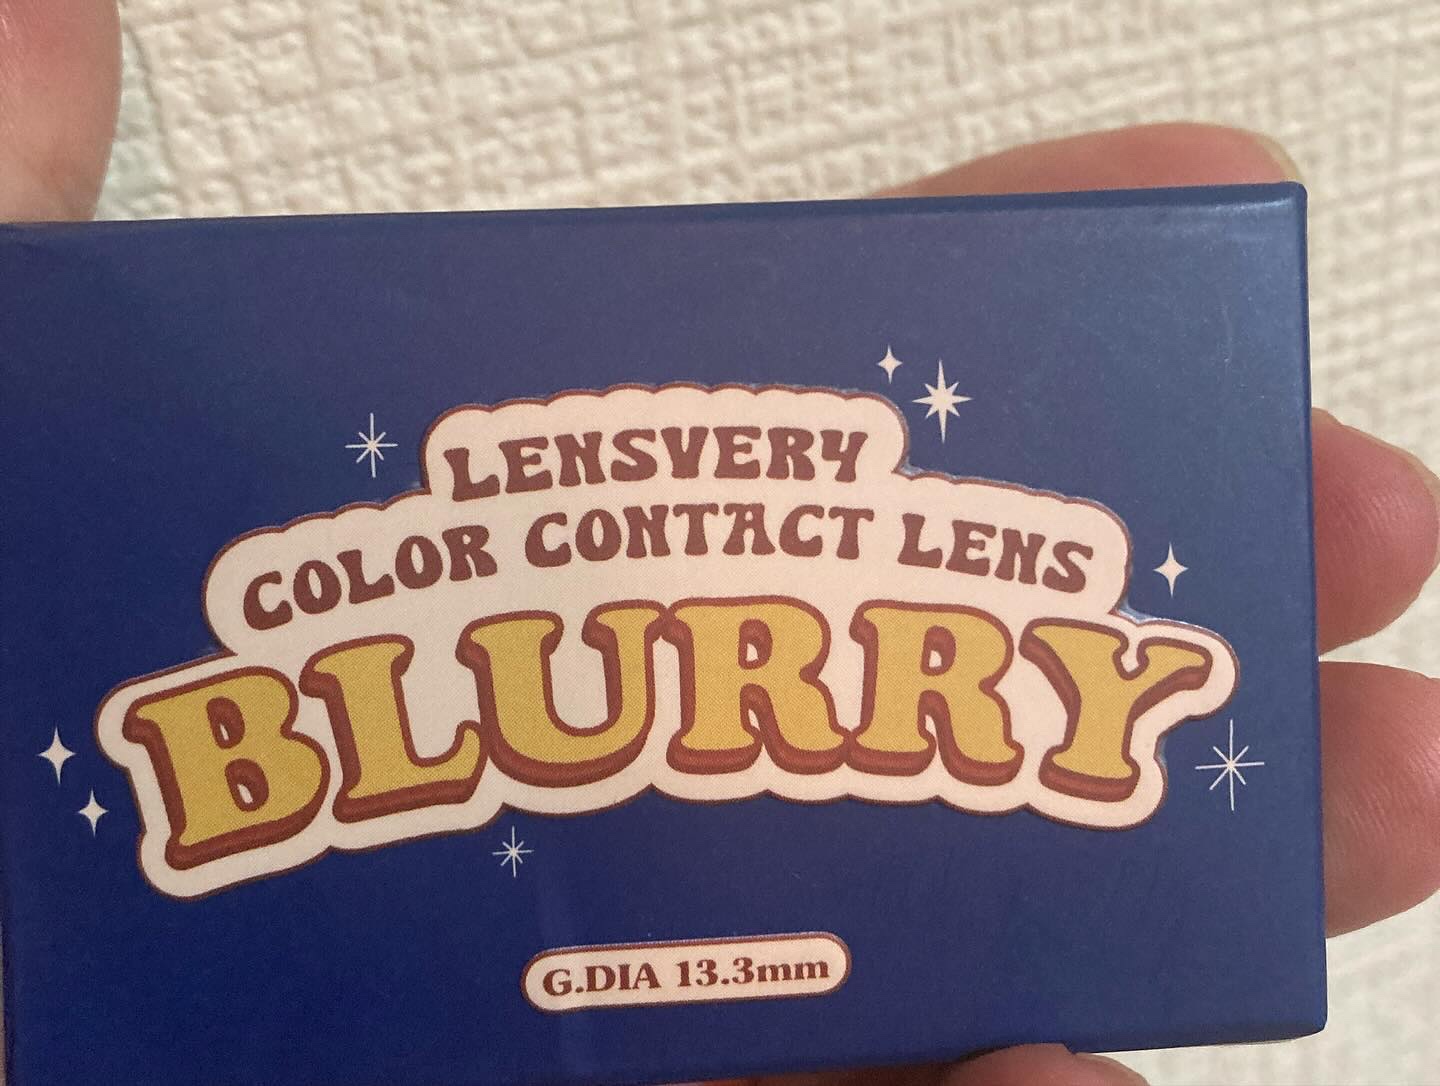 LENSVERY
COLOR CONTACT LENS
BLURRY
G.DIA 13.3mm